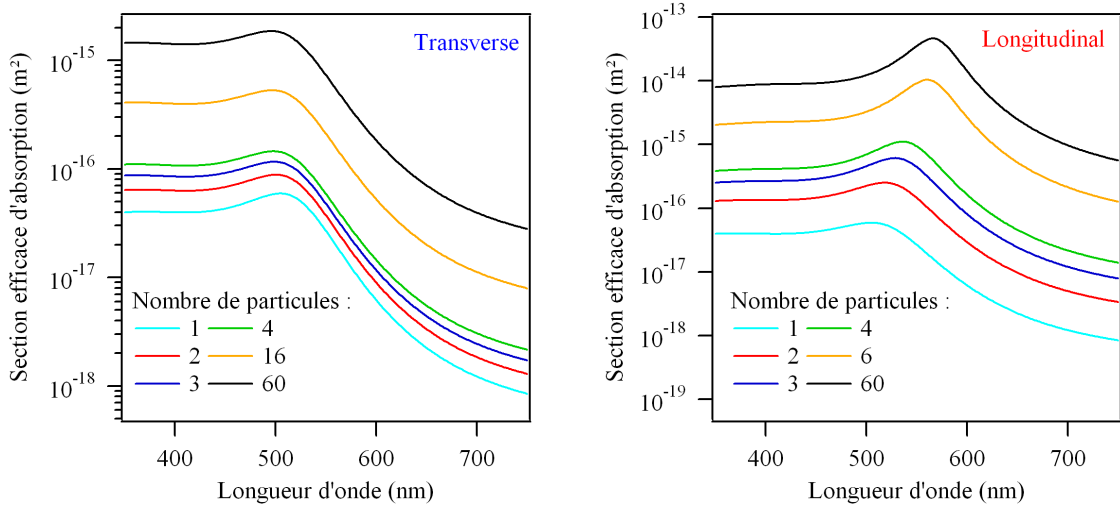 Transverse
Section efficace d'absorption (m²)
10⁻¹⁵
10⁻¹⁶
10⁻¹⁷
10⁻¹⁸
Nombre de particules :
1 4
2 16
3 60
400 500 600 700
Longueur d'onde (nm)
Longitudinal
Section efficace d'absorption (m²)
10⁻¹³
10⁻¹⁴
10⁻¹⁵
10⁻¹⁶
10⁻¹⁷
10⁻¹⁸
10⁻¹⁹
Nombre de particules :
1 4
2 6
3 60
400 500 600 700
Longueur d'onde (nm)